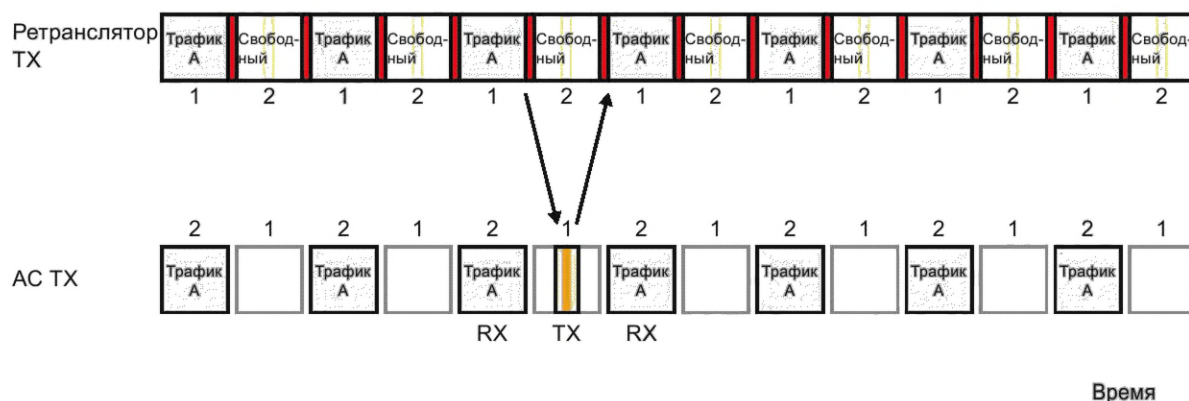 Ретранслятор
TX
Трафик Свобод- Трафик Свобод- Трафик Свобод- Трафик Свобод- Трафик Свобод- Трафик Свобод- Трафик Свобод-
А ный А ный А ный А ный А ный А ный А ный
1 2 1 2 1 2 1 2 1 2 1 2 1 2
2 1 2 1 2 1 2 1 2 1 2 1 2 1
АС TX
Трафик Трафик Трафик Трафик Трафик Трафик Трафик
А А А А А А А
RX TX RX
Время